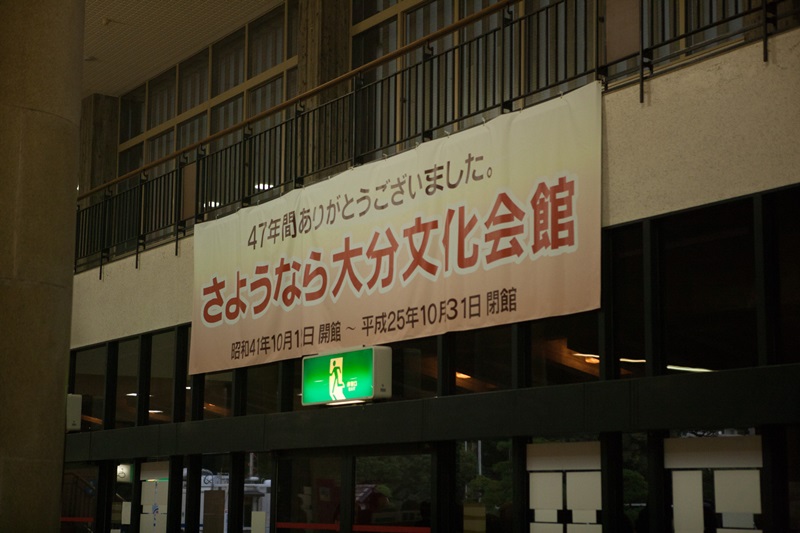 47年間ありがとうございました。
さようなら大分文化会館
昭和41年10月1日 開館 ～ 平成25年10月31日 閉館